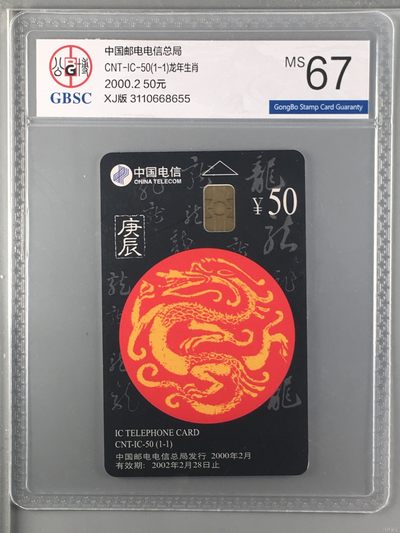 中国邮电电信总局
CNT-IC-50(1-1)龙年生肖
2000.2 50元
XJ版 3110668655
GBSC
MS 67
GongBo Stamp Card Guaranty
中国电信
CHINA TELECOM
¥50
庚辰
IC TELEPHONE CARD
CNT-IC-50 (1-1)
中国邮电电信总局发行 2000年2月
有效期: 2002年2月28日止